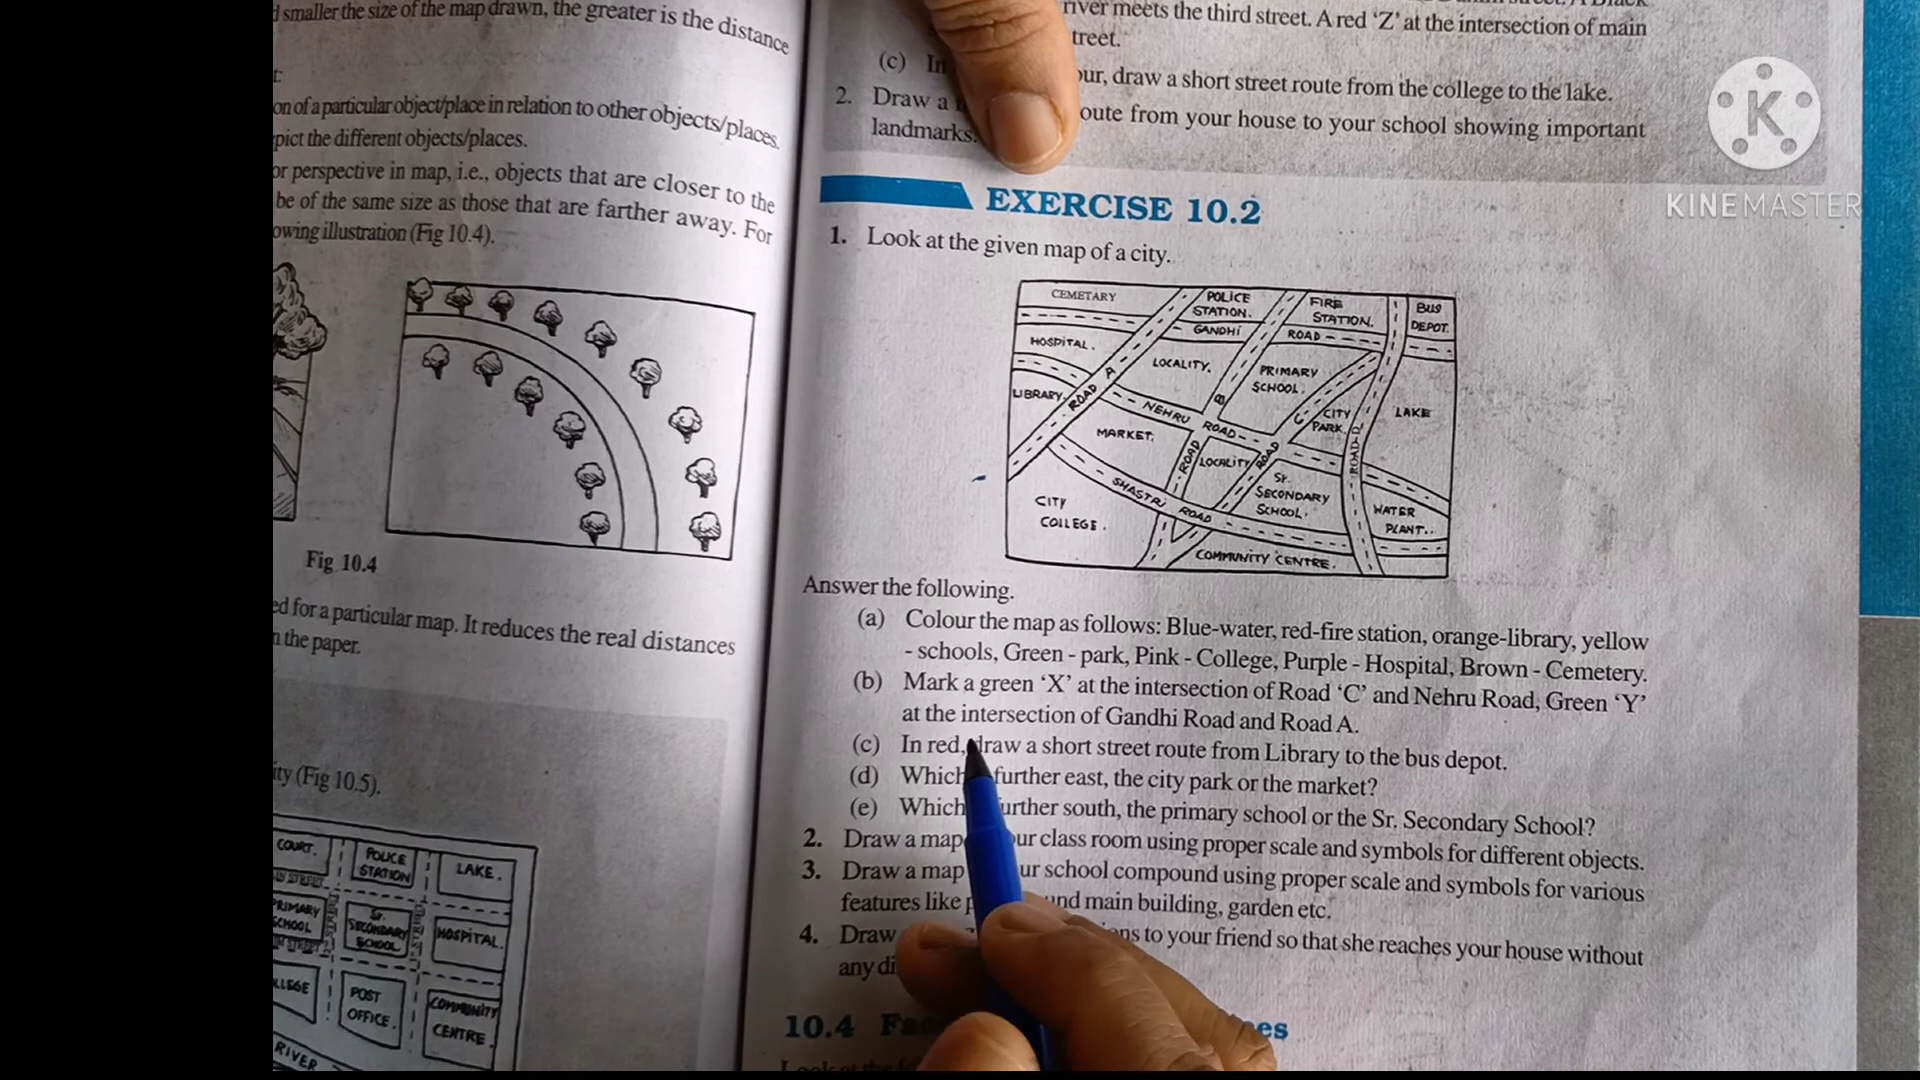 smaller the size of the map drawn, the greater is the distance
on of a particular object/place in relation to other objects/places.
pict the different objects/places.
or perspective in map, i.e., objects that are closer to the
be of the same size as those that are farther away. For
owing illustration (Fig 10.4).
Fig 10.4
ed for a particular map. It reduces the real distances
n the paper.
ity (Fig 10.5).
COURT.
POLICE
STATION
LAKE.
PRIMARY
SCHOOL
Sr.
SECONDARY
SCHOOL
HOSPITAL.
LLEGE
POST
OFFICE.
COMMUNITY
CENTRE.
RIVER
river meets the third street. A red 'Z' at the intersection of main
treet.
(c) In our, draw a short street route from the college to the lake.
2. Draw a route from your house to your school showing important
landmarks.
EXERCISE 10.2
1. Look at the given map of a city.
CEMETARY
POLICE
STATION.
FIRE
STATION.
BUS
DEPOT.
GANDHI
ROAD
HOSPITAL.
LOCALITY.
PRIMARY
SCHOOL.
LIBRARY.
ROAD A
B
C
CITY
PARK.
LAKE
NEHRU ROAD
MARKET.
ROAD
LOCALITY
ROAD
ROAD-D
Sr.
SECONDARY
SCHOOL.
SHASTRI ROAD
CITY
COLLEGE.
WATER
PLANT..
COMMUNITY CENTRE.
Answer the following.
(a) Colour the map as follows: Blue-water, red-fire station, orange-library, yellow
- schools, Green - park, Pink - College, Purple - Hospital, Brown - Cemetery.
(b) Mark a green 'X' at the intersection of Road 'C' and Nehru Road, Green 'Y'
at the intersection of Gandhi Road and Road A.
(c) In red, draw a short street route from Library to the bus depot.
(d) Which further east, the city park or the market?
(e) Which further south, the primary school or the Sr. Secondary School?
2. Draw a map our class room using proper scale and symbols for different objects.
3. Draw a map ur school compound using proper scale and symbols for various
features like p und main building, garden etc.
4. Draw ons to your friend so that she reaches your house without
any di
10.4 Fac es
K
KINEMASTER